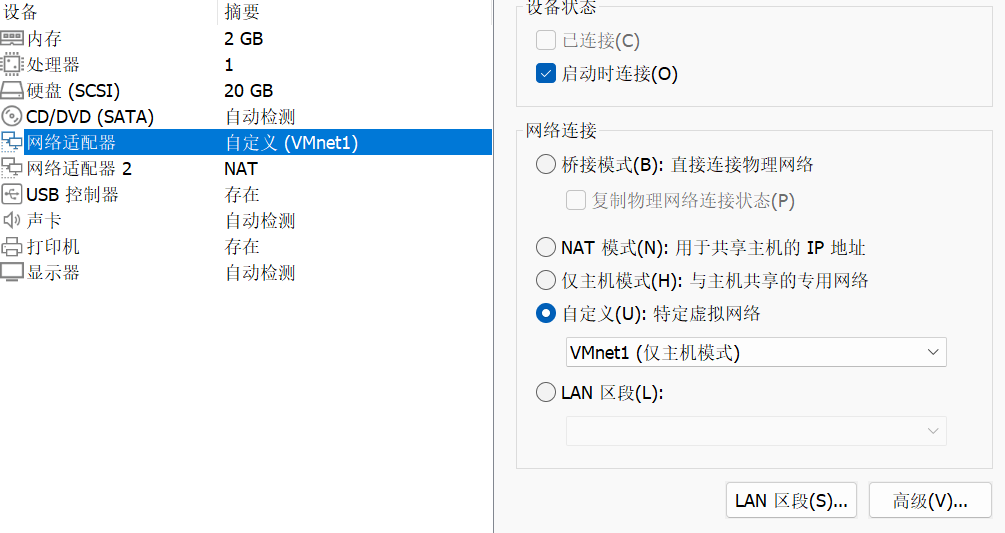 设备 摘要
内存 2 GB
处理器 1
硬盘 (SCSI) 20 GB
CD/DVD (SATA) 自动检测
网络适配器 自定义 (VMnet1)
网络适配器 2 NAT
USB 控制器 存在
声卡 自动检测
打印机 存在
显示器 自动检测
设备状态
已连接(C)
启动时连接(O)
网络连接
桥接模式(B): 直接连接物理网络
复制物理网络连接状态(P)
NAT 模式(N): 用于共享主机的 IP 地址
仅主机模式(H): 与主机共享的专用网络
自定义(U): 特定虚拟网络
VMnet1 (仅主机模式)
LAN 区段(L):
LAN 区段(S)... 高级(V)...